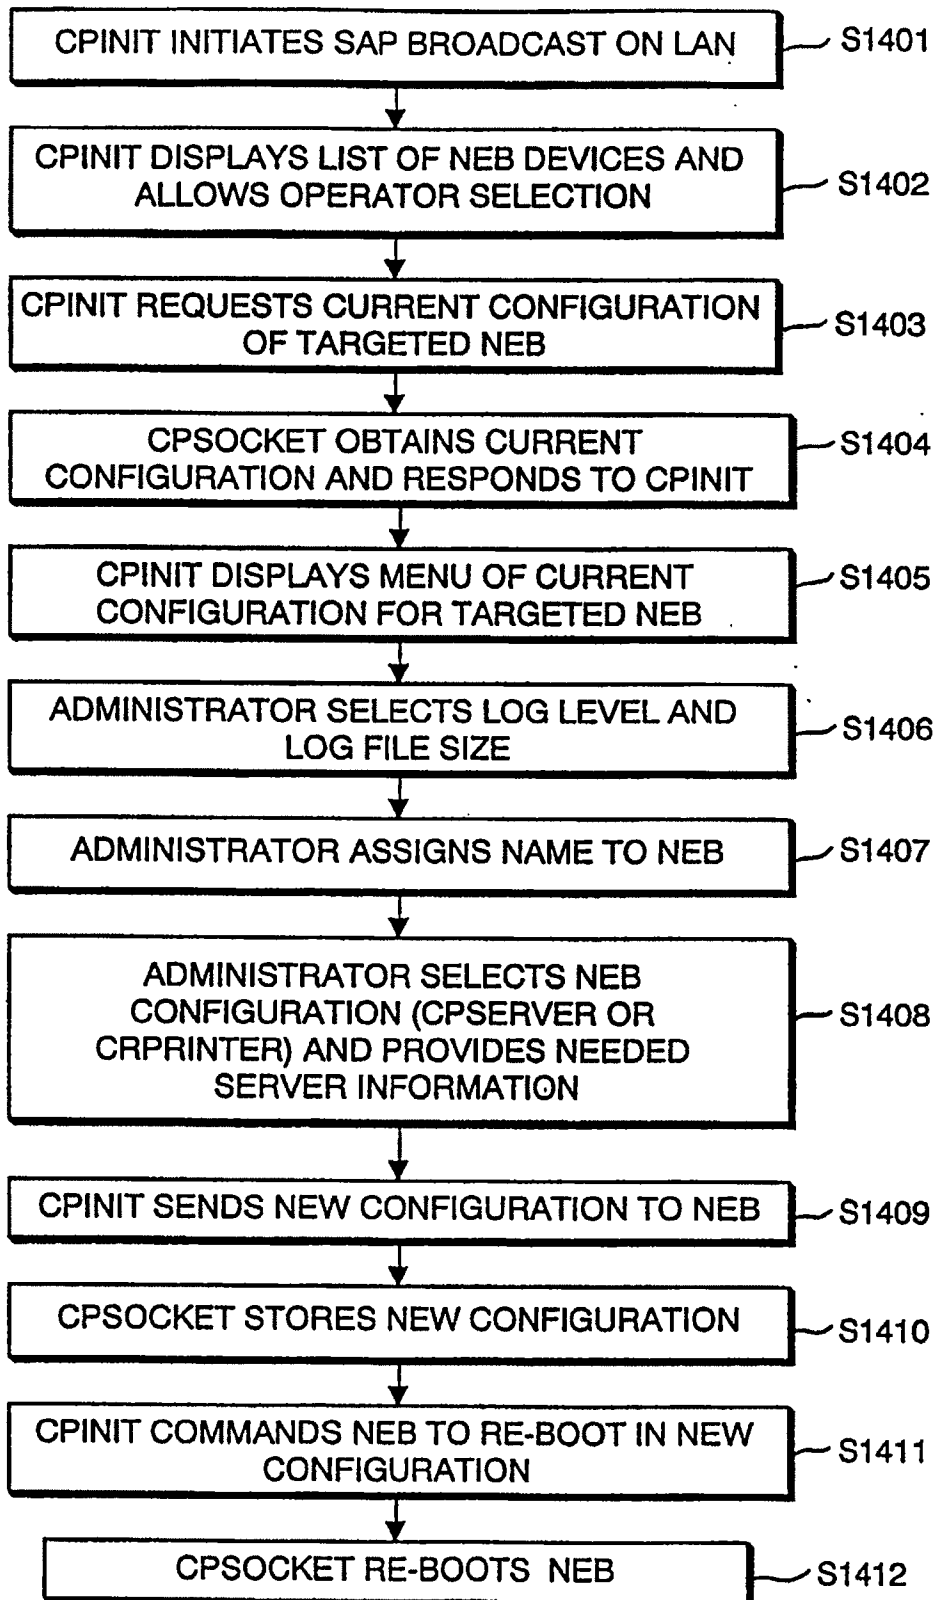 CPINIT INITIATES SAP BROADCAST ON LAN
S1401
CPINIT DISPLAYS LIST OF NEB DEVICES AND
ALLOWS OPERATOR SELECTION
S1402
CPINIT REQUESTS CURRENT CONFIGURATION
OF TARGETED NEB
S1403
CPSOCKET OBTAINS CURRENT
CONFIGURATION AND RESPONDS TO CPINIT
S1404
CPINIT DISPLAYS MENU OF CURRENT
CONFIGURATION FOR TARGETED NEB
S1405
ADMINISTRATOR SELECTS LOG LEVEL AND
LOG FILE SIZE
S1406
ADMINISTRATOR ASSIGNS NAME TO NEB
S1407
ADMINISTRATOR SELECTS NEB
CONFIGURATION (CPSERVER OR
CRPRINTER) AND PROVIDES NEEDED
SERVER INFORMATION
S1408
CPINIT SENDS NEW CONFIGURATION TO NEB
S1409
CPSOCKET STORES NEW CONFIGURATION
S1410
CPINIT COMMANDS NEB TO RE-BOOT IN NEW
CONFIGURATION
S1411
CPSOCKET RE-BOOTS NEB
S1412